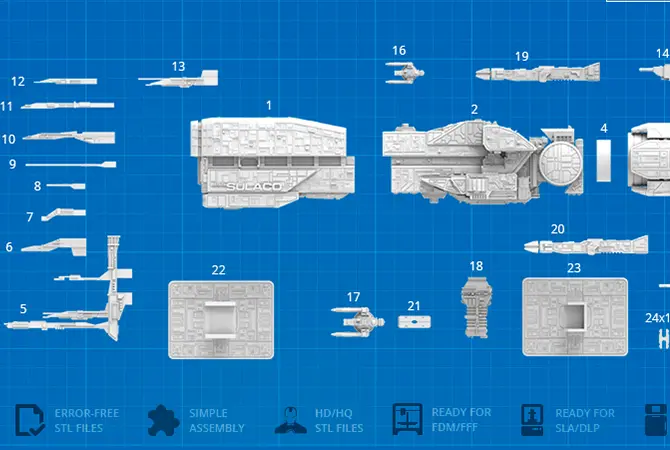 16
19
14
12
13
11
1
2
10
4
9
8
SULACO
7
20
6
22
18
23
17
21
5
24x1
ERROR-FREE
STL FILES
SIMPLE
ASSEMBLY
HD/HQ
STL FILES
READY FOR
FDM/FFF
READY FOR
SLA/DLP